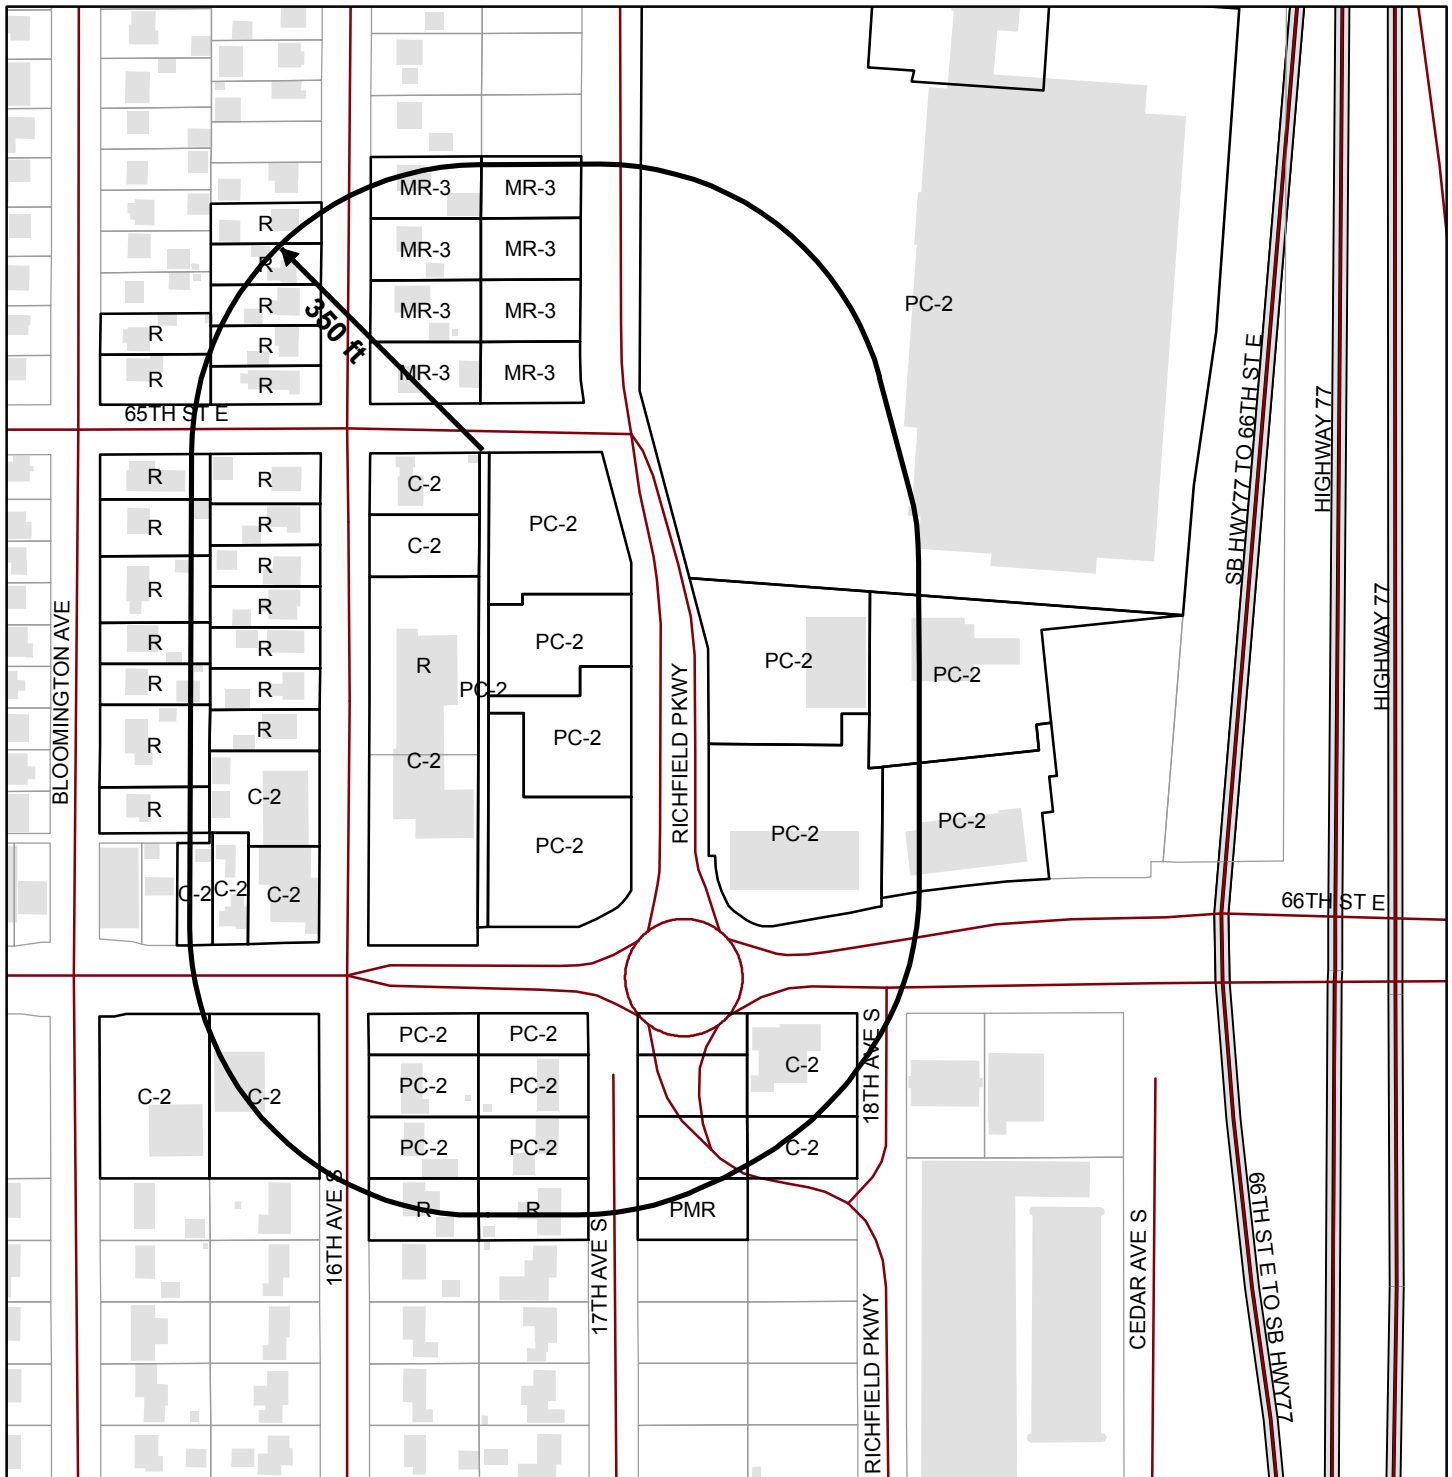 MR-3
MR-3
R
MR-3
MR-3
R
PC-2
R
350 ft
MR-3
MR-3
R
R
R
MR-3
MR-3
R
65TH ST E
SB HWY77 TO 66TH ST E
HIGHWAY 77
R
R
C-2
R
R
PC-2
C-2
R
R
R
R
PC-2
R
R
PC-2
PC-2
R
R
PC-2
BLOOMINGTON AVE
RICHFIELD PKWY
HIGHWAY 77
R
R
PC-2
C-2
C-2
R
PC-2
PC-2
PC-2
C-2
C-2
C-2
66TH ST E
PC-2
PC-2
C-2
18TH AVE S
C-2
C-2
PC-2
PC-2
PC-2
PC-2
C-2
R
R
PMR
16TH AVE S
17TH AVE S
RICHFIELD PKWY
CEDAR AVE S
66TH ST E TO SB HWY77